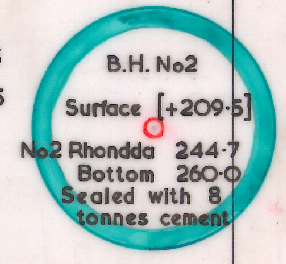 B.H. No2
Surface [+209·5]
No2 Rhondda 244·7
Bottom 260·0
Sealed with 8
tonnes cement